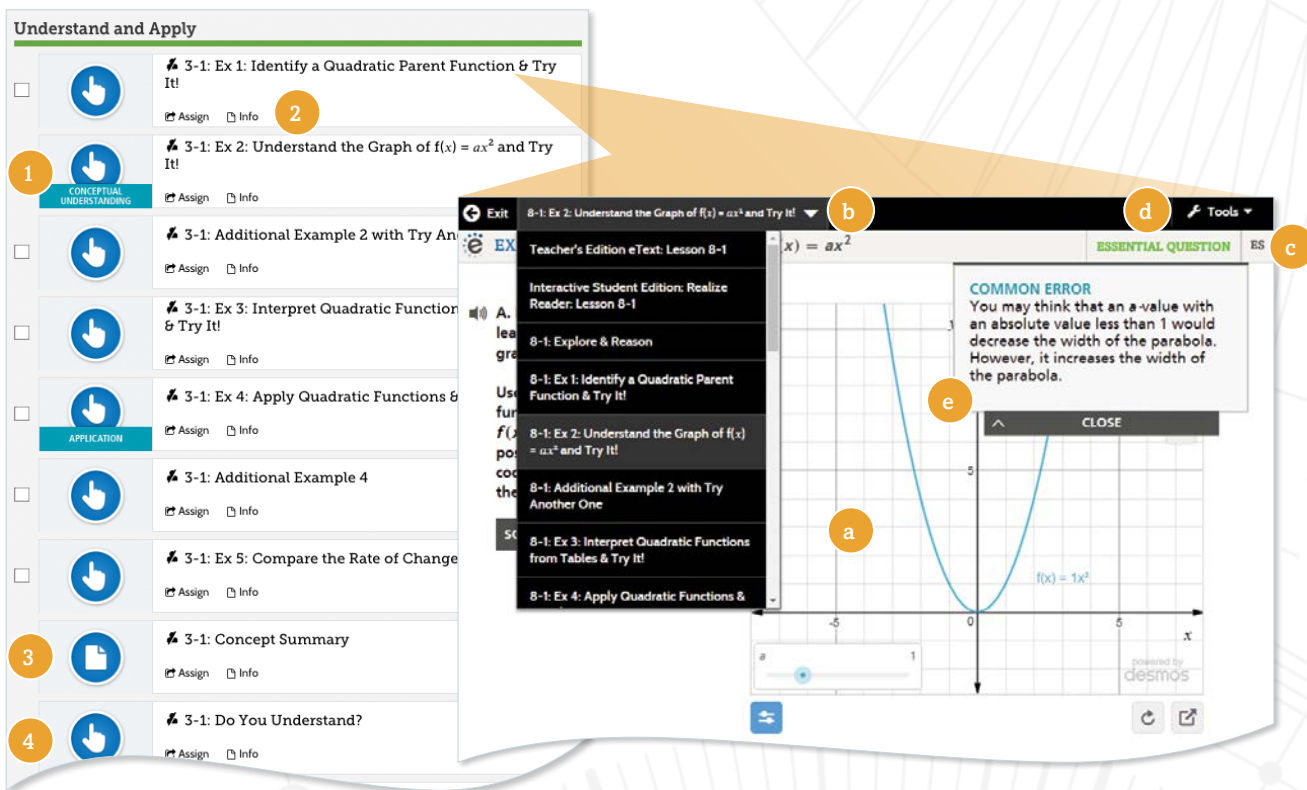 Understand and Apply
3-1: Ex 1: Identify a Quadratic Parent Function & Try
It!
Assign Info
2
3-1: Ex 2: Understand the Graph of f(x) = ax² and Try
It!
1
CONCEPTUAL
UNDERSTANDING
Assign Info
3-1: Additional Example 2 with Try An
Assign Info
3-1: Ex 3: Interpret Quadratic Function
& Try It!
Assign Info
3-1: Ex 4: Apply Quadratic Functions &
APPLICATION
Assign Info
3-1: Additional Example 4
Assign Info
3-1: Ex 5: Compare the Rate of Change
Assign Info
3
3-1: Concept Summary
Assign Info
4
3-1: Do You Understand?
Assign Info
Exit 8-1: Ex 2: Understand the Graph of f(x) = ax² and Try It!
b
d
Tools
EX
x) = ax²
ESSENTIAL QUESTION
ES
c
Teacher's Edition eText: Lesson 8-1
Interactive Student Edition: Realize
Reader: Lesson 8-1
8-1: Explore & Reason
8-1: Ex 1: Identify a Quadratic Parent
Function & Try It!
8-1: Ex 2: Understand the Graph of f(x)
= ax² and Try It!
8-1: Additional Example 2 with Try
Another One
8-1: Ex 3: Interpret Quadratic Functions
from Tables & Try It!
8-1: Ex 4: Apply Quadratic Functions &
A.
lea
gra
Use
fur
f(x
pos
coe
the
SO
COMMON ERROR
You may think that an a-value with
an absolute value less than 1 would
decrease the width of the parabola.
However, it increases the width of
the parabola.
e
CLOSE
a
5
f(x) = 1x²
-5
0
5
x
a
1
powered by
desmos